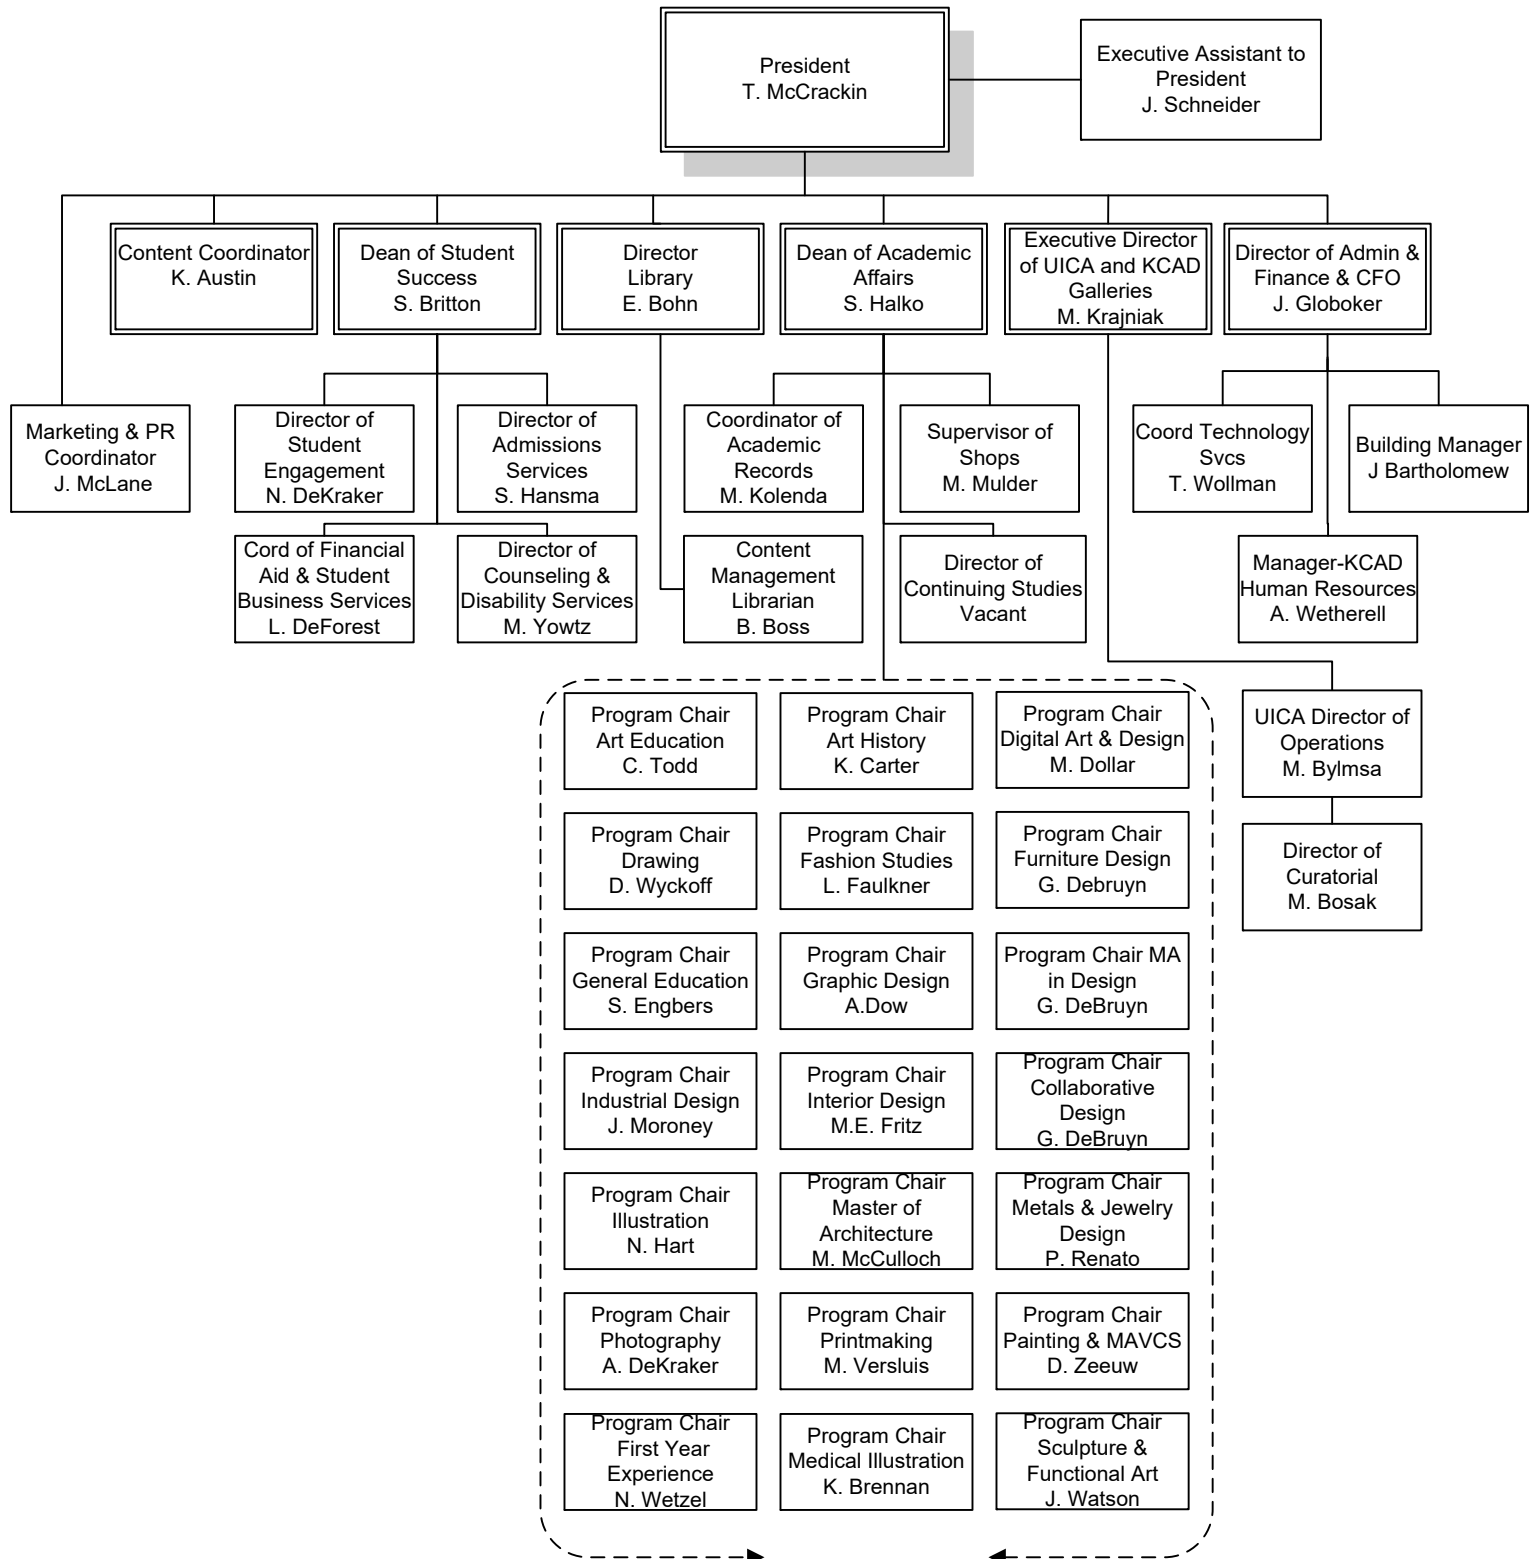 President
T. McCrackin
Executive Assistant to
President
J. Schneider
Content Coordinator
K. Austin
Dean of Student
Success
S. Britton
Director
Library
E. Bohn
Dean of Academic
Affairs
S. Halko
Executive Director
of UICA and KCAD
Galleries
M. Krajniak
Director of Admin &
Finance & CFO
J. Globoker
Marketing & PR
Coordinator
J. McLane
Director of
Student
Engagement
N. DeKraker
Director of
Admissions
Services
S. Hansma
Coordinator of
Academic
Records
M. Kolenda
Supervisor of
Shops
M. Mulder
Coord Technology
Svcs
T. Wollman
Building Manager
J Bartholomew
Cord of Financial
Aid & Student
Business Services
L. DeForest
Director of
Counseling &
Disability Services
M. Yowtz
Content
Management
Librarian
B. Boss
Director of
Continuing Studies
Vacant
Manager-KCAD
Human Resources
A. Wetherell
Program Chair
Art Education
C. Todd
Program Chair
Art History
K. Carter
Program Chair
Digital Art & Design
M. Dollar
UICA Director of
Operations
M. Bylmsa
Program Chair
Drawing
D. Wyckoff
Program Chair
Fashion Studies
L. Faulkner
Program Chair
Furniture Design
G. Debruyn
Director of
Curatorial
M. Bosak
Program Chair
General Education
S. Engbers
Program Chair
Graphic Design
A.Dow
Program Chair MA
in Design
G. DeBruyn
Program Chair
Industrial Design
J. Moroney
Program Chair
Interior Design
M.E. Fritz
Program Chair
Collaborative
Design
G. DeBruyn
Program Chair
Illustration
N. Hart
Program Chair
Master of
Architecture
M. McCulloch
Program Chair
Metals & Jewelry
Design
P. Renato
Program Chair
Photography
A. DeKraker
Program Chair
Printmaking
M. Versluis
Program Chair
Painting & MAVCS
D. Zeeuw
Program Chair
First Year
Experience
N. Wetzel
Program Chair
Medical Illustration
K. Brennan
Program Chair
Sculpture &
Functional Art
J. Watson